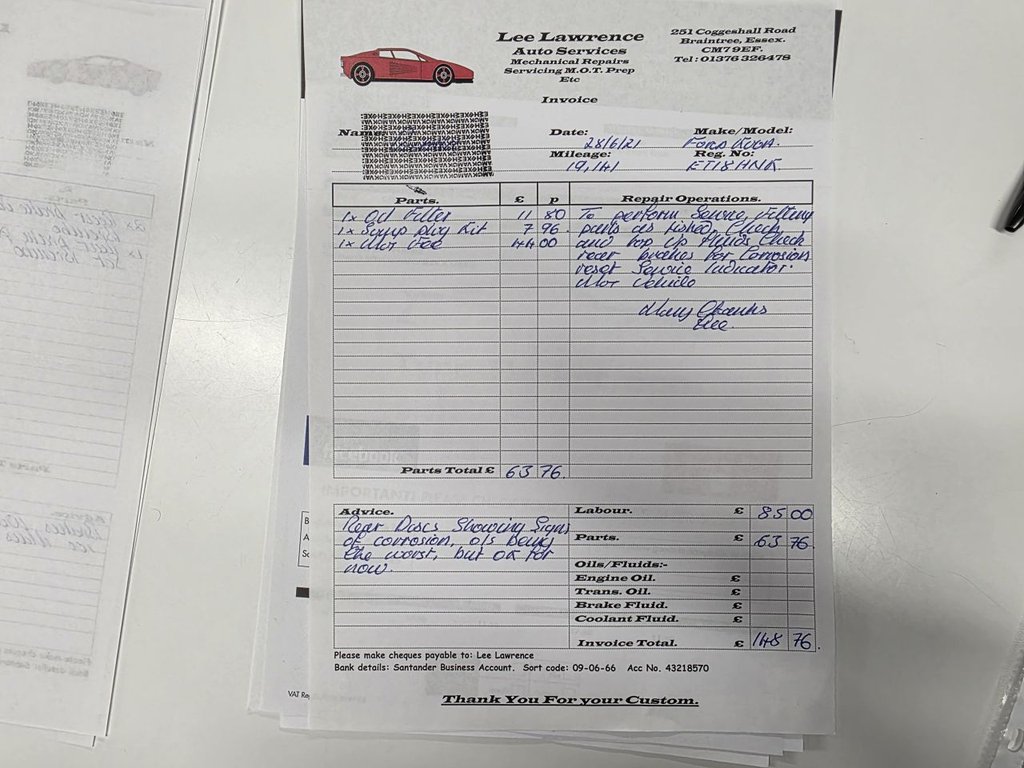 Lee Lawrence
Auto Services
Mechanical Repairs
Servicing M.O.T. Prep
Etc
251 Coggeshall Road
Braintree, Essex.
CM7 9EF.
Tel : 01376 326478
Invoice
Name:
Date: 28/6/21
Make/Model: Ford Kuga.
Mileage: 19,141
Reg. No: ET18HNK
Parts. £ p
1x Oil Filter 11 80
1x Sump plug Kit 7 96
1x Mot Fee 44 00
Parts Total £ 63 76.
Repair Operations.
To perform Service, Fitting
parts as listed, Check
and top up fluids Check
rear brakes for Corrosion
reset Service Indicator.
Mot Vehicle
Many Thanks
Lee.
Advice.
Rear Discs Showing Signs
of corrosion, o/s being
the worst, but ok for
now.
Labour. £ 85 00
Parts. £ 63 76.
Oils/Fluids:-
Engine Oil. £
Trans. Oil. £
Brake Fluid. £
Coolant Fluid. £
Invoice Total. £ 148 76.
Please make cheques payable to: Lee Lawrence
Bank details: Santander Business Account. Sort code: 09-06-66 Acc No. 43218570
VAT Reg
Thank You For your Custom.